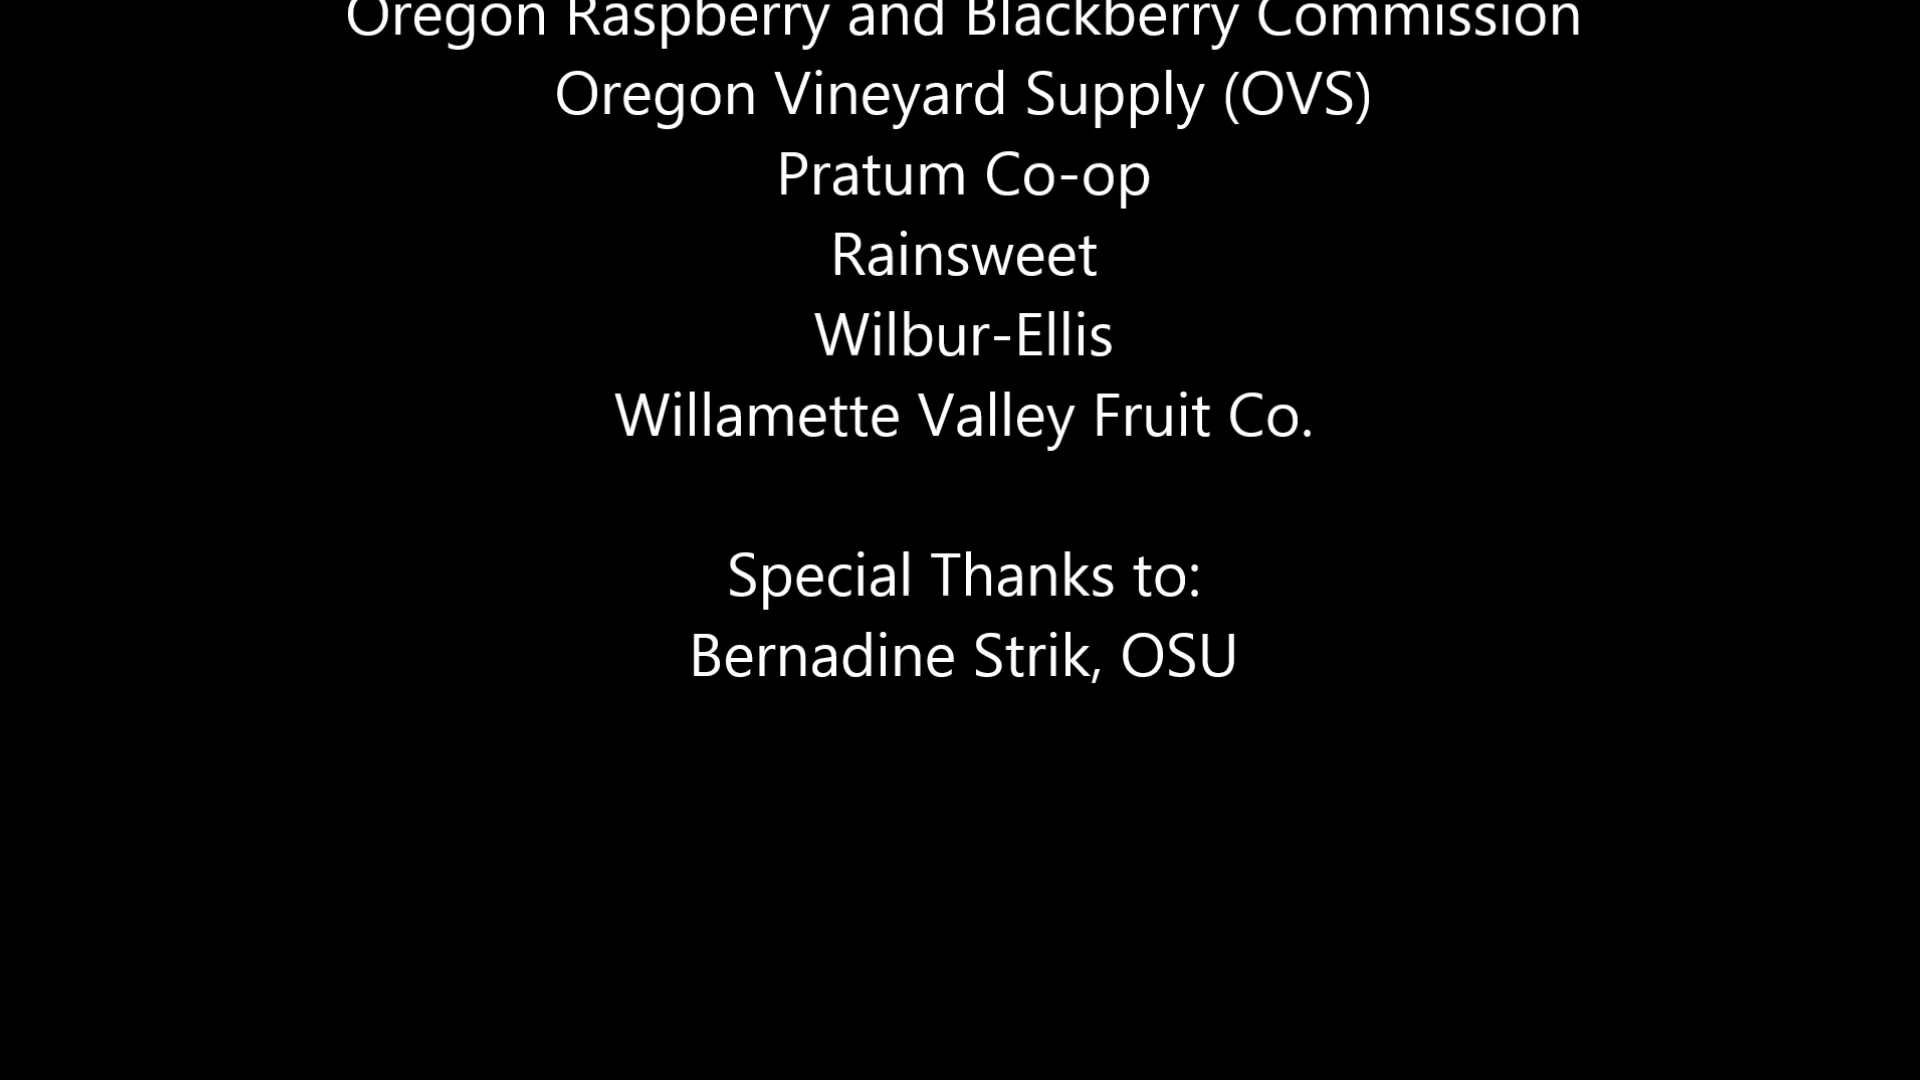 Oregon Raspberry and Blackberry Commission
Oregon Vineyard Supply (OVS)
Pratum Co-op
Rainsweet
Wilbur-Ellis
Willamette Valley Fruit Co.
Special Thanks to:
Bernadine Strik, OSU